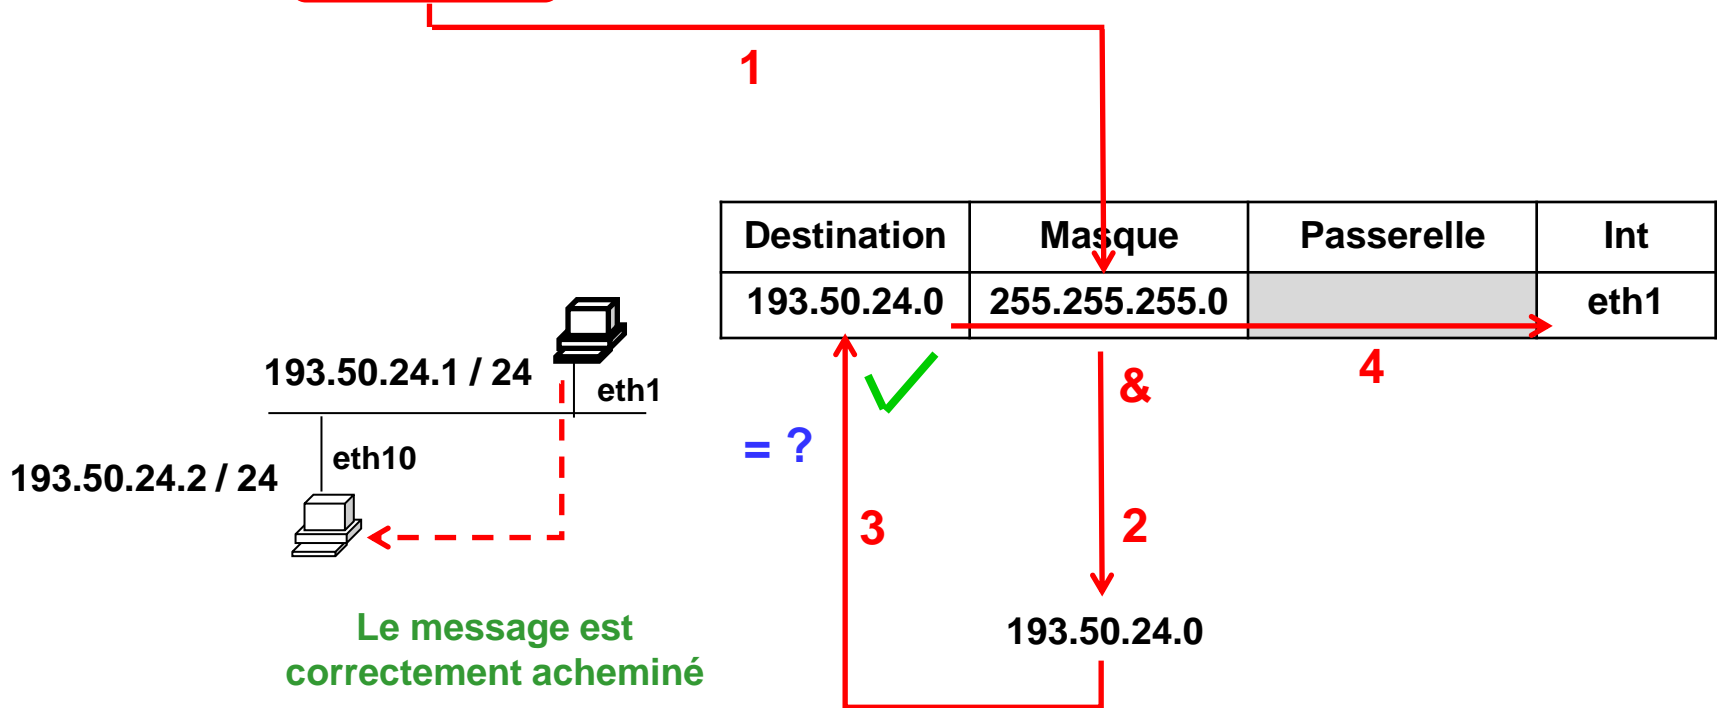 1
Destination Masque Passerelle Int
193.50.24.0 255.255.255.0 eth1
193.50.24.1 / 24
eth1
& 4
= ?
eth10
193.50.24.2 / 24
3 2
Le message est
correctement acheminé
193.50.24.0